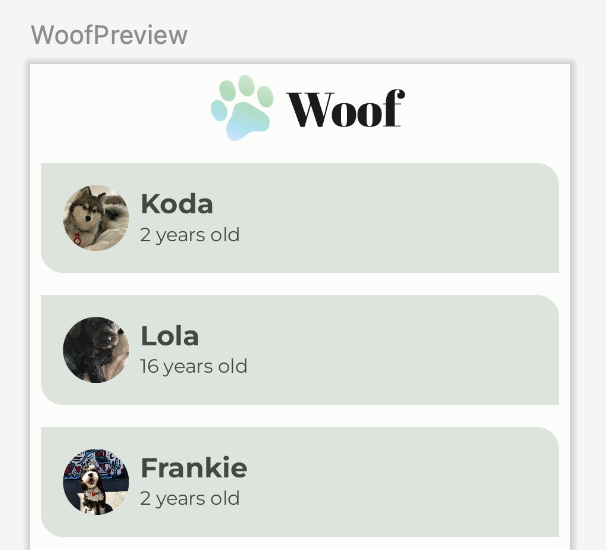 WoofPreview
Woof
Koda
2 years old
Lola
16 years old
Frankie
2 years old